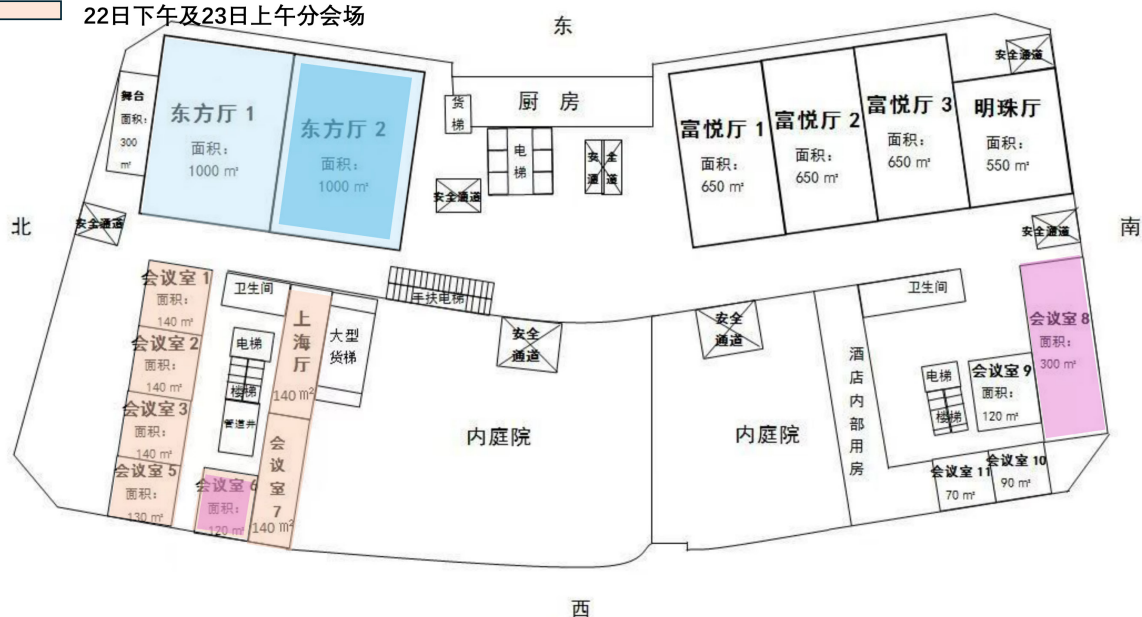 22日下午及23日上午分会场
东
安全通道
舞台
面积:
300
㎡
东方厅 1
面积:
1000 ㎡
东方厅 2
面积:
1000 ㎡
货
梯
厨 房
电
梯
安全
通道
安全通道
富悦厅 1
面积:
650 ㎡
富悦厅 2
面积:
650 ㎡
富悦厅 3
面积:
650 ㎡
明珠厅
面积:
550 ㎡
北
安全通道
南
安全通道
会议室 1
面积:
140 ㎡
会议室 2
面积:
140 ㎡
会议室 3
面积:
140 ㎡
会议室 5
面积:
130 ㎡
卫生间
电梯
楼梯
管道井
会议室 6
面积:
120 ㎡
上
海
厅
140 m²
会
议
室
7
140 m²
大型
货梯
手扶电梯
安全
通道
内庭院
安全
通道
内庭院
酒
店
内
部
用
房
卫生间
电梯
楼梯
会议室 9
面积:
120 ㎡
会议室 8
面积:
300 ㎡
会议室 11
70 ㎡
会议室 10
90 ㎡
西